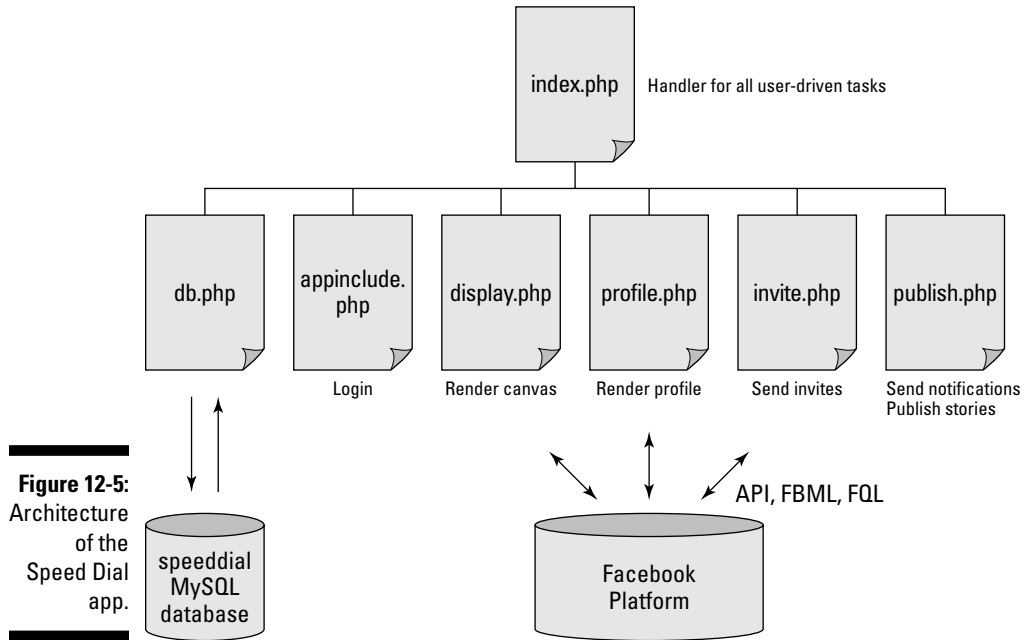 index.php
Handler for all user-driven tasks
db.php
appinclude.
php
display.php
profile.php
invite.php
publish.php
Login
Render canvas
Render profile
Send invites
Send notifications
Publish stories
API, FBML, FQL
Figure 12-5:
Architecture
of the
Speed Dial
app.
speeddial
MySQL
database
Facebook
Platform